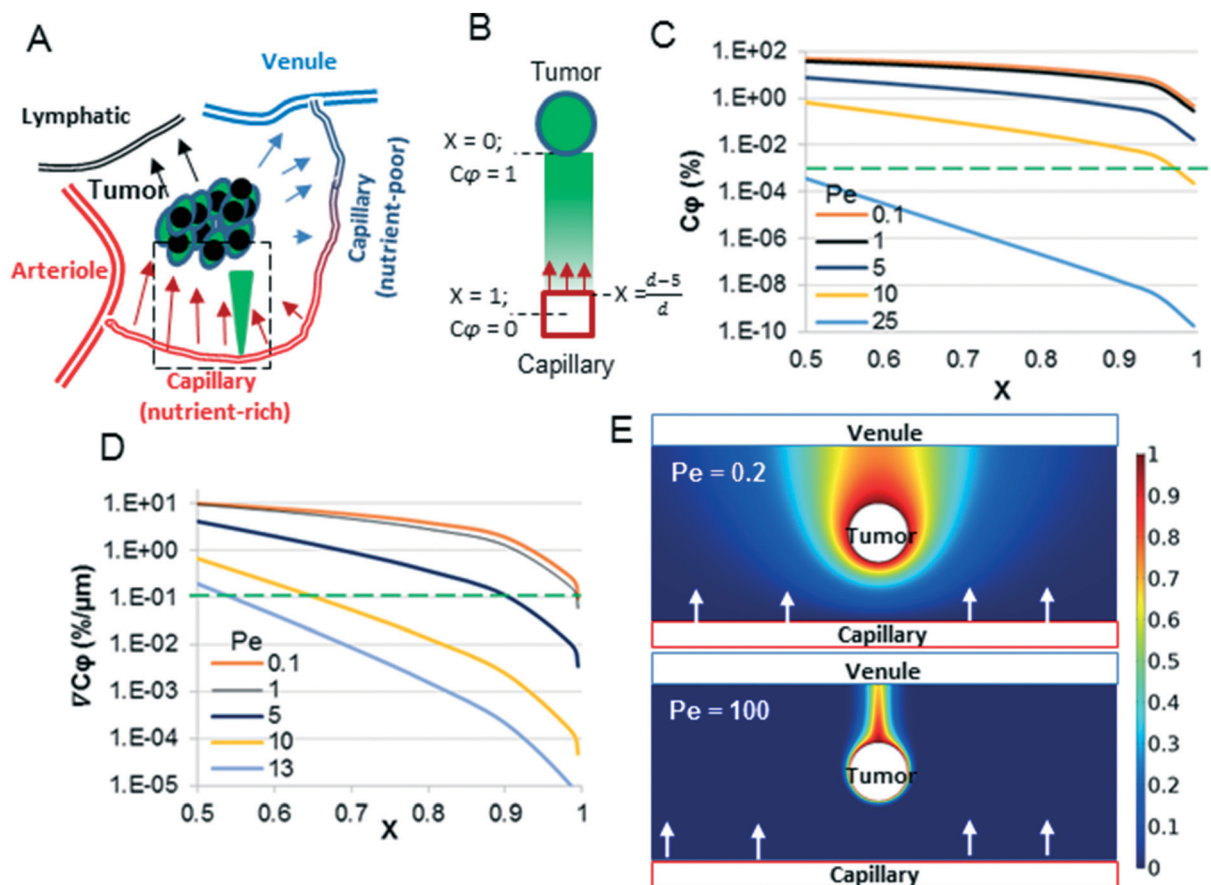 A
Venule
Lymphatic
Tumor
Arteriole
Capillary
(nutrient-poor)
Capillary
(nutrient-rich)
B
Tumor
X = 0;
Cφ = 1
X = 1;
Cφ = 0
X = d−5
d
Capillary
C
Cφ (%)
1.E+02
1.E+00
1.E-02
1.E-04
1.E-06
1.E-08
1.E-10
Pe
0.1
1
5
10
25
0.5 0.6 0.7 0.8 0.9 1
X
D
∇Cφ (%/µm)
1.E+01
1.E+00
1.E-01
1.E-02
1.E-03
1.E-04
1.E-05
Pe
0.1
1
5
10
13
0.5 0.6 0.7 0.8 0.9 1
X
E
Venule
Pe = 0.2
Tumor
Capillary
Venule
Pe = 100
Tumor
Capillary
1
0.9
0.8
0.7
0.6
0.5
0.4
0.3
0.2
0.1
0